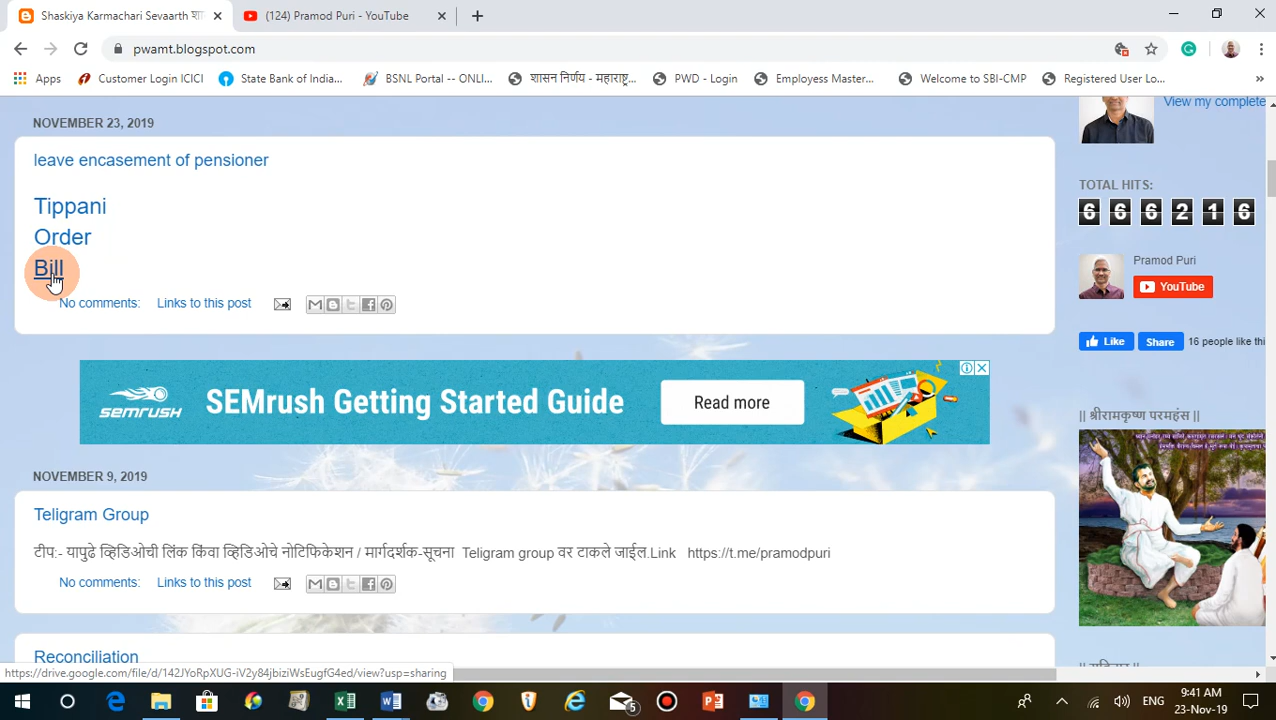 Shaskiya Karmachari Sevaarth
(124) Pramod Puri - YouTube
pwamt.blogspot.com
Apps
Customer Login ICICI
State Bank of India...
BSNL Portal -- ONLI...
शासन निर्णय - महाराष्ट्र...
PWD - Login
Employess Master...
Welcome to SBI-CMP
Registered User Lo...
»
NOVEMBER 23, 2019
leave encasement of pensioner
Tippani
Order
Bill
No comments: Links to this post
SEMRUSH
SEMrush Getting Started Guide
Read more
NOVEMBER 9, 2019
Teligram Group
टीप:- यापुढे व्हिडिओची लिंक किंवा व्हिडिओचे नोटिफिकेशन / मार्गदर्शक-सूचना Teligram group वर टाकले जाईल.Link https://t.me/pramodpuri
No comments: Links to this post
Reconciliation
View my complete
TOTAL HITS:
666216
Pramod Puri
YouTube
Like Share 16 people like thi
|| श्रीरामकृष्ण परमहंस ||
https://drive.google.com/file/d/142JYoRpXUG-iV2y84jbiziWsEugfG4ed/view?usp=sharing
5
ENG
9:41 AM
23-Nov-19